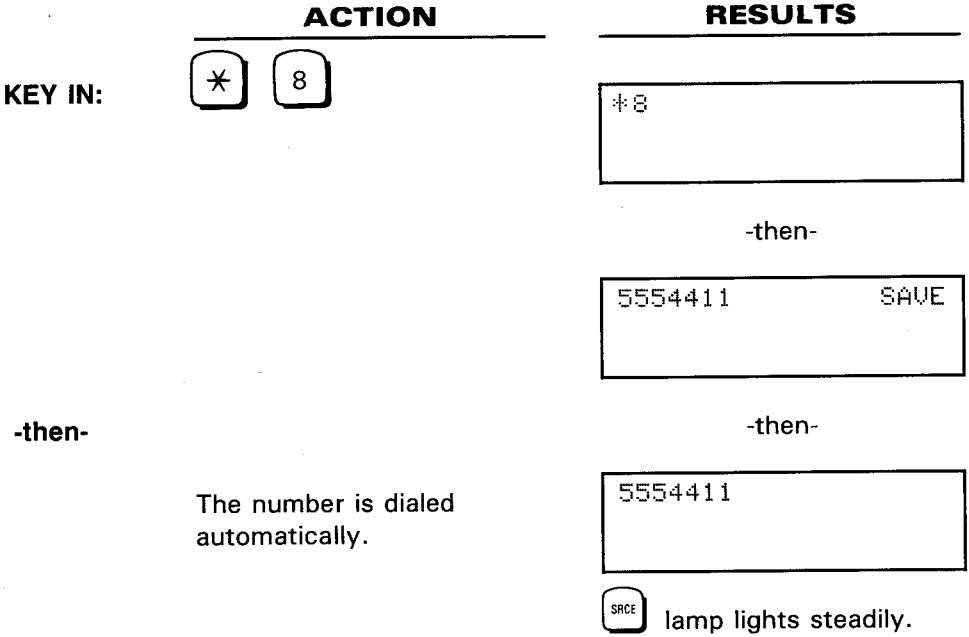 ACTION RESULTS
KEY IN: * 8 *8
-then-
5554411 SAVE
-then- -then-
The number is dialed 5554411
automatically.
SRCE lamp lights steadily.